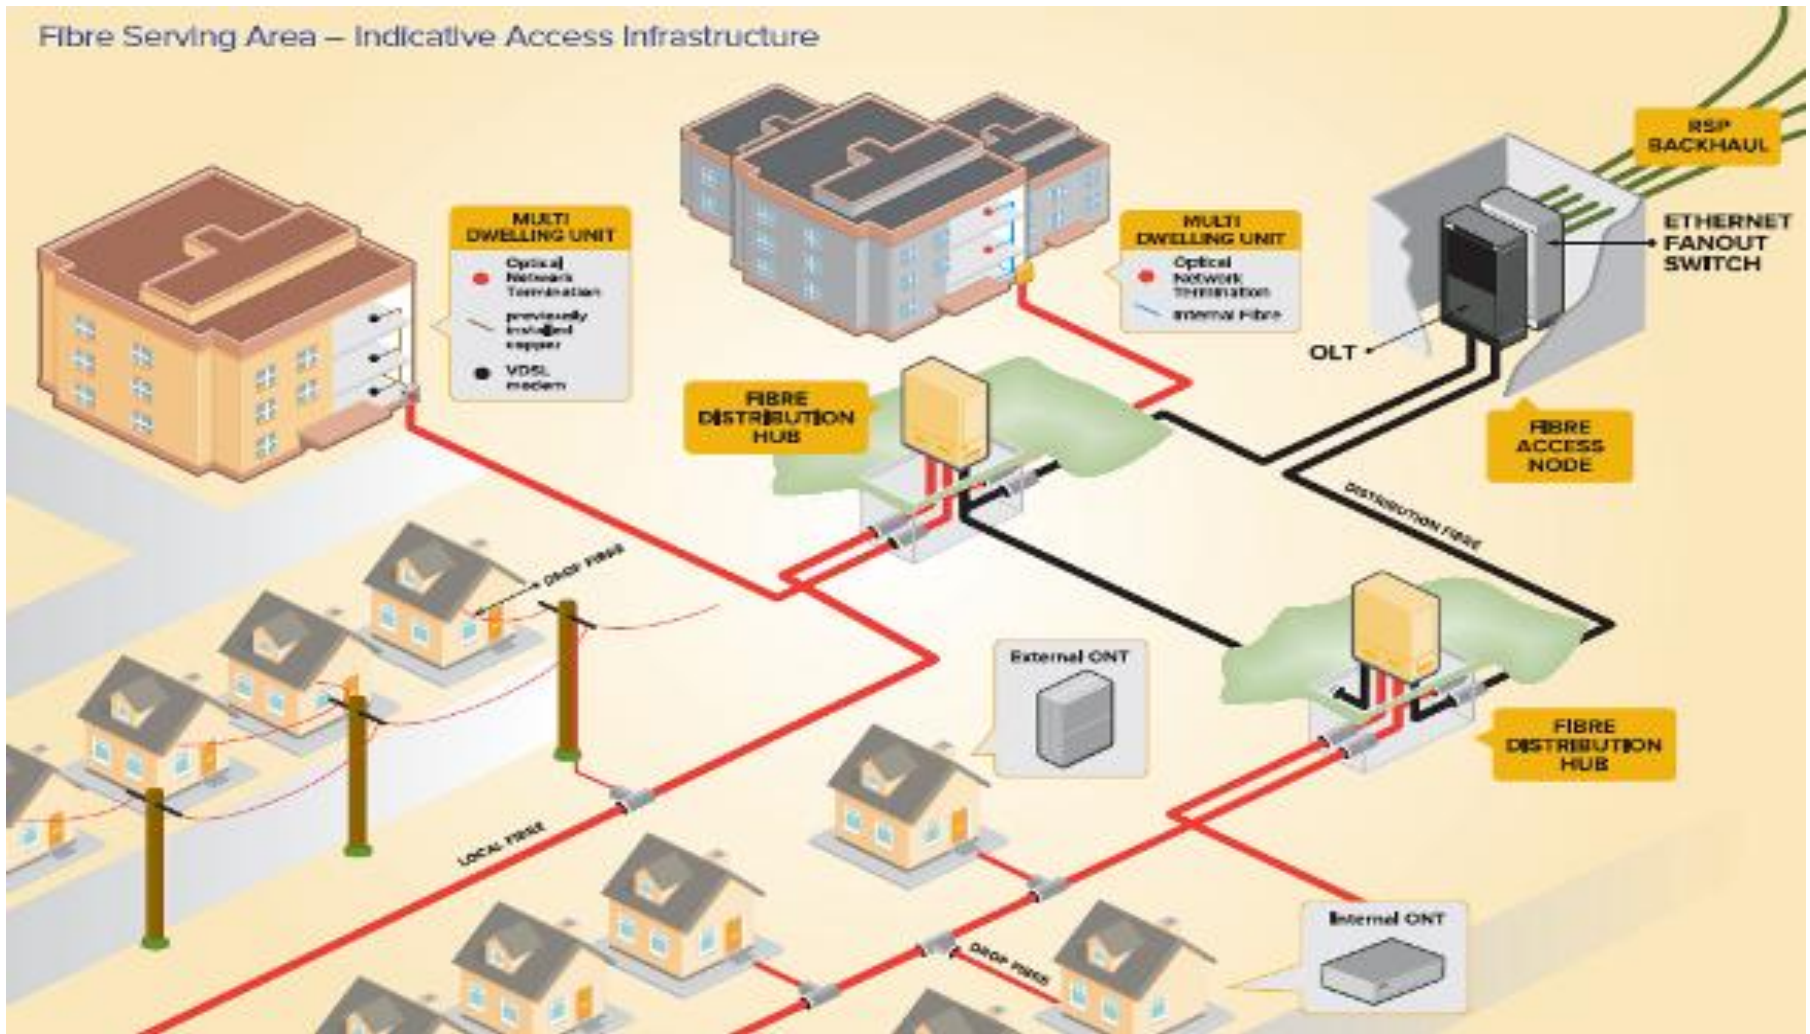 Fibre Serving Area – Indicative Access Infrastructure
RSP
BACKHAUL
MULTI
DWELLING UNIT
Optical
Network
Termination
previously
installed
copper
VDSL
modem
MULTI
DWELLING UNIT
Optical
Network
Termination
Internal Fibre
ETHERNET
FANOUT
SWITCH
OLT
FIBRE
DISTRIBUTION
HUB
FIBRE
ACCESS
NODE
DISTRIBUTION FIBRE
DROP FIBRE
External ONT
FIBRE
DISTRIBUTION
HUB
LOCAL FIBRE
Internal ONT
DROP FIBRE